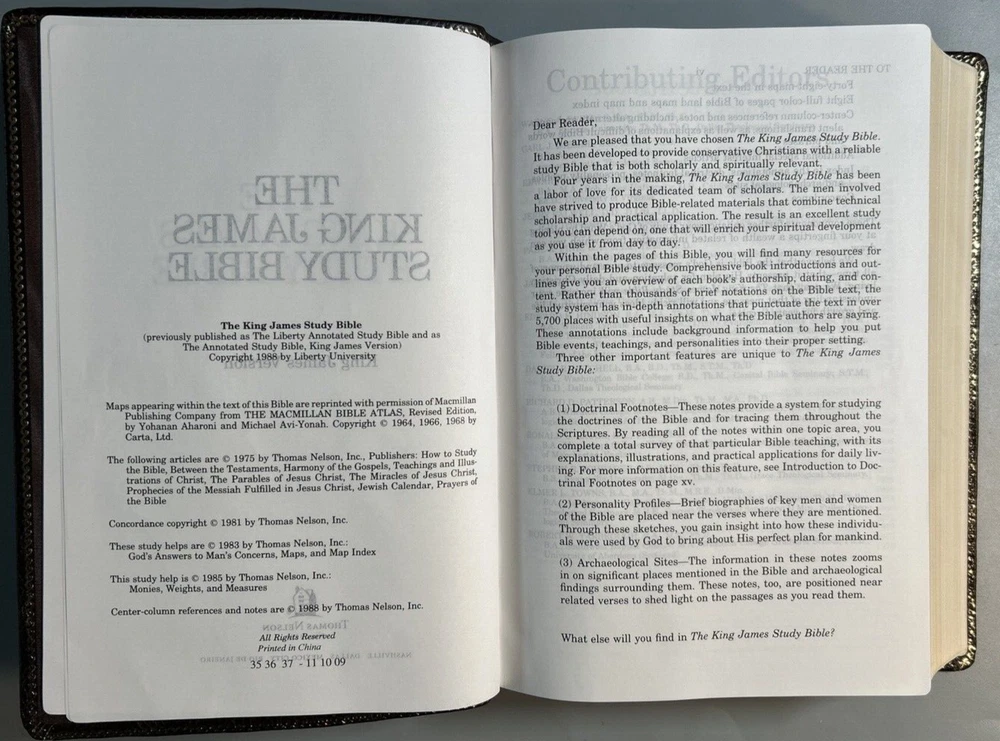 THE
KING JAMES
STUDY BIBLE
The King James Study Bible
(previously published as The Liberty Annotated Study Bible and as
The Annotated Study Bible, King James Version)
Copyright 1988 by Liberty University
King James Version
Maps appearing within the text of this Bible are reprinted with permission of Macmillan
Publishing Company from THE MACMILLAN BIBLE ATLAS, Revised Edition,
by Yohanan Aharoni and Michael Avi-Yonah. Copyright © 1964, 1966, 1968 by
Carta, Ltd.
The following articles are © 1975 by Thomas Nelson, Inc., Publishers: How to Study
the Bible, Between the Testaments, Harmony of the Gospels, Teachings and Illus-
trations of Christ, The Parables of Jesus Christ, The Miracles of Jesus Christ,
Prophecies of the Messiah Fulfilled in Jesus Christ, Jewish Calendar, Prayers of
the Bible
Concordance copyright © 1981 by Thomas Nelson, Inc.
These study helps are © 1983 by Thomas Nelson, Inc.:
God's Answers to Man's Concerns, Maps, and Map Index
This study help is © 1985 by Thomas Nelson, Inc.:
Monies, Weights, and Measures
Center-column references and notes are © 1988 by Thomas Nelson, Inc.
THOMAS NELSON
All Rights Reserved
Printed in China
35 36 37 - 11 10 09
TO THE READER
Contributing Editors
Dear Reader,
We are pleased that you have chosen The King James Study Bible.
It has been developed to provide conservative Christians with a reliable
study Bible that is both scholarly and spiritually relevant.
Four years in the making, The King James Study Bible has been
a labor of love for its dedicated team of scholars. The men involved
have strived to produce Bible-related materials that combine technical
scholarship and practical application. The result is an excellent study
tool you can depend on, one that will enrich your spiritual development
as you use it from day to day.
Within the pages of this Bible, you will find many resources for
your personal Bible study. Comprehensive book introductions and out-
lines give you an overview of each book's authorship, dating, and con-
tent. Rather than thousands of brief notations on the Bible text, the
study system has in-depth annotations that punctuate the text in over
5,700 places with useful insights on what the Bible authors are saying.
These annotations include background information to help you put
Bible events, teachings, and personalities into their proper setting.
Three other important features are unique to The King James
Study Bible:
(1) Doctrinal Footnotes—These notes provide a system for studying
the doctrines of the Bible and for tracing them throughout the
Scriptures. By reading all of the notes within one topic area, you
complete a total survey of that particular Bible teaching, with its
explanations, illustrations, and practical applications for daily liv-
ing. For more information on this feature, see Introduction to Doc-
trinal Footnotes on page xv.
(2) Personality Profiles—Brief biographies of key men and women
of the Bible are placed near the verses where they are mentioned.
Through these sketches, you gain insight into how these individu-
als were used by God to bring about His perfect plan for mankind.
(3) Archaeological Sites—The information in these notes zooms
in on significant places mentioned in the Bible and archaeological
findings surrounding them. These notes, too, are positioned near
related verses to shed light on the passages as you read them.
What else will you find in The King James Study Bible?